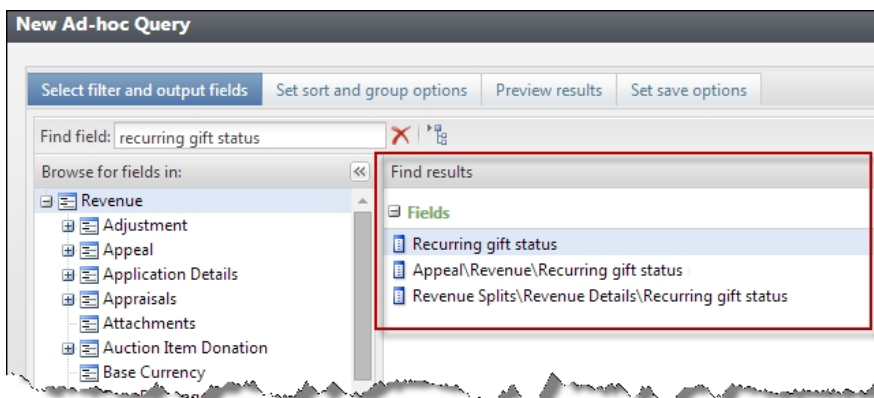 New Ad-hoc Query
Select filter and output fields Set sort and group options Preview results Set save options
Find field: recurring gift status
Browse for fields in:
Find results
Revenue
Fields
Adjustment
Recurring gift status
Appeal
Appeal\Revenue\Recurring gift status
Application Details
Revenue Splits\Revenue Details\Recurring gift status
Appraisals
Attachments
Auction Item Donation
Base Currency